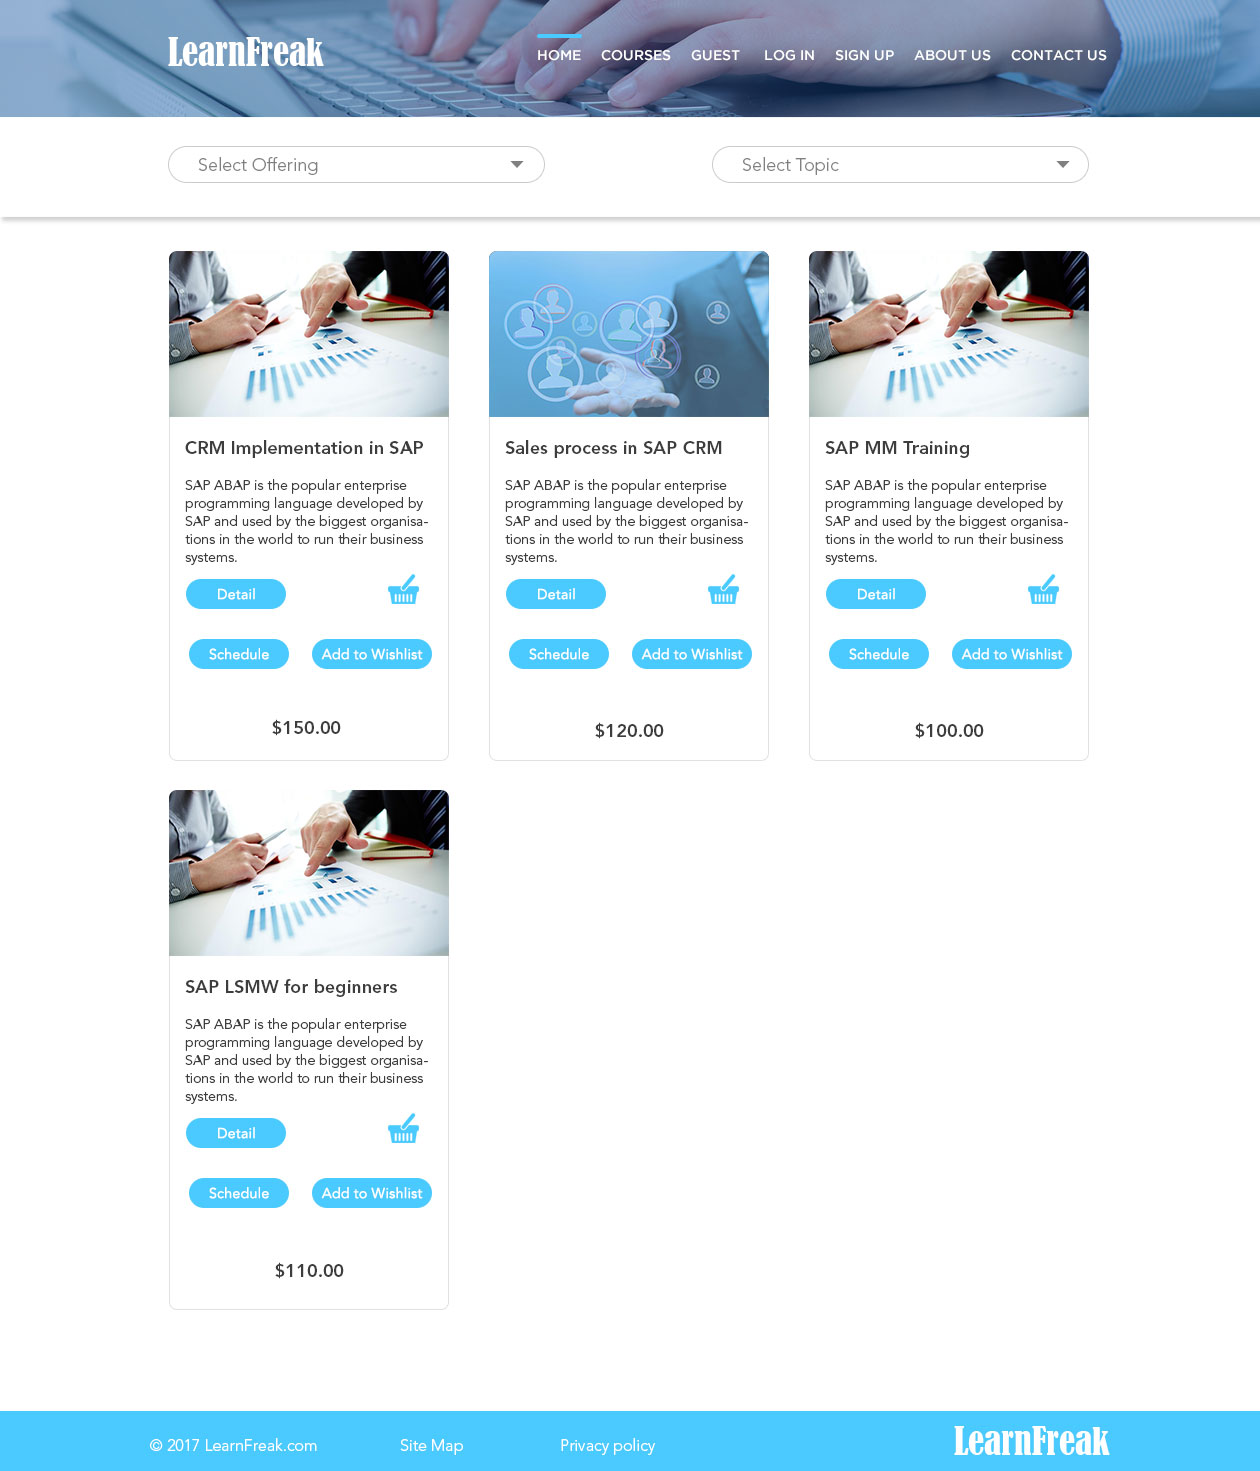 LearnFreak
HOME COURSES GUEST LOG IN SIGN UP ABOUT US CONTACT US
Select Offering
Select Topic
CRM Implementation in SAP
SAP ABAP is the popular enterprise
programming language developed by
SAP and used by the biggest organisa-
tions in the world to run their business
systems.
Detail
Schedule
Add to Wishlist
$150.00
Sales process in SAP CRM
SAP ABAP is the popular enterprise
programming language developed by
SAP and used by the biggest organisa-
tions in the world to run their business
systems.
Detail
Schedule
Add to Wishlist
$120.00
SAP MM Training
SAP ABAP is the popular enterprise
programming language developed by
SAP and used by the biggest organisa-
tions in the world to run their business
systems.
Detail
Schedule
Add to Wishlist
$100.00
SAP LSMW for beginners
SAP ABAP is the popular enterprise
programming language developed by
SAP and used by the biggest organisa-
tions in the world to run their business
systems.
Detail
Schedule
Add to Wishlist
$110.00
© 2017 LearnFreak.com
Site Map
Privacy policy
LearnFreak